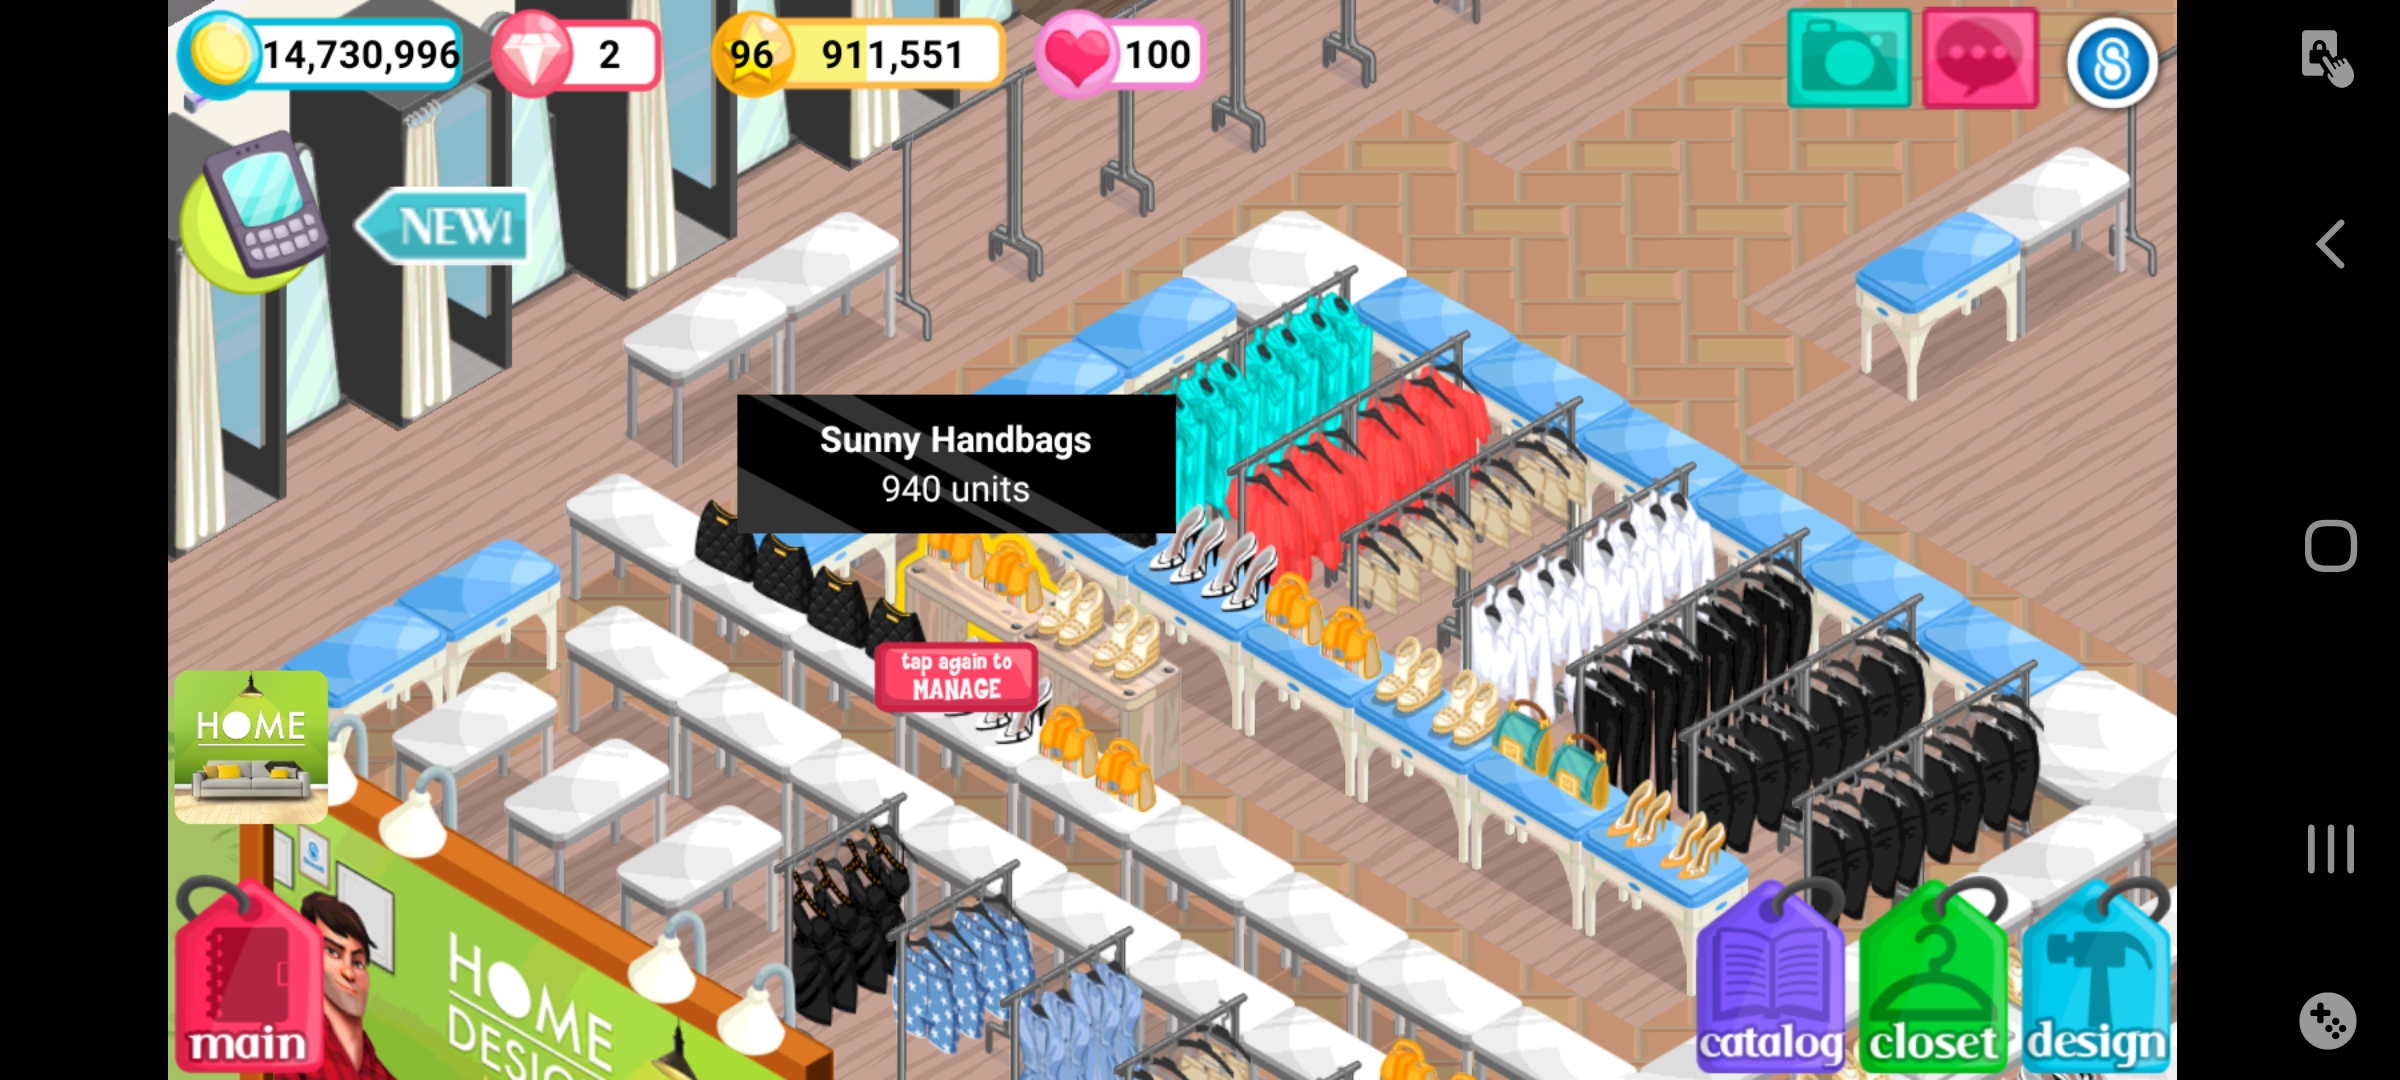 14,730,996
2
96
911,551
100
NEW!
Sunny Handbags
940 units
tap again to
MANAGE
HOME
HOME
main
catalog
closet
design